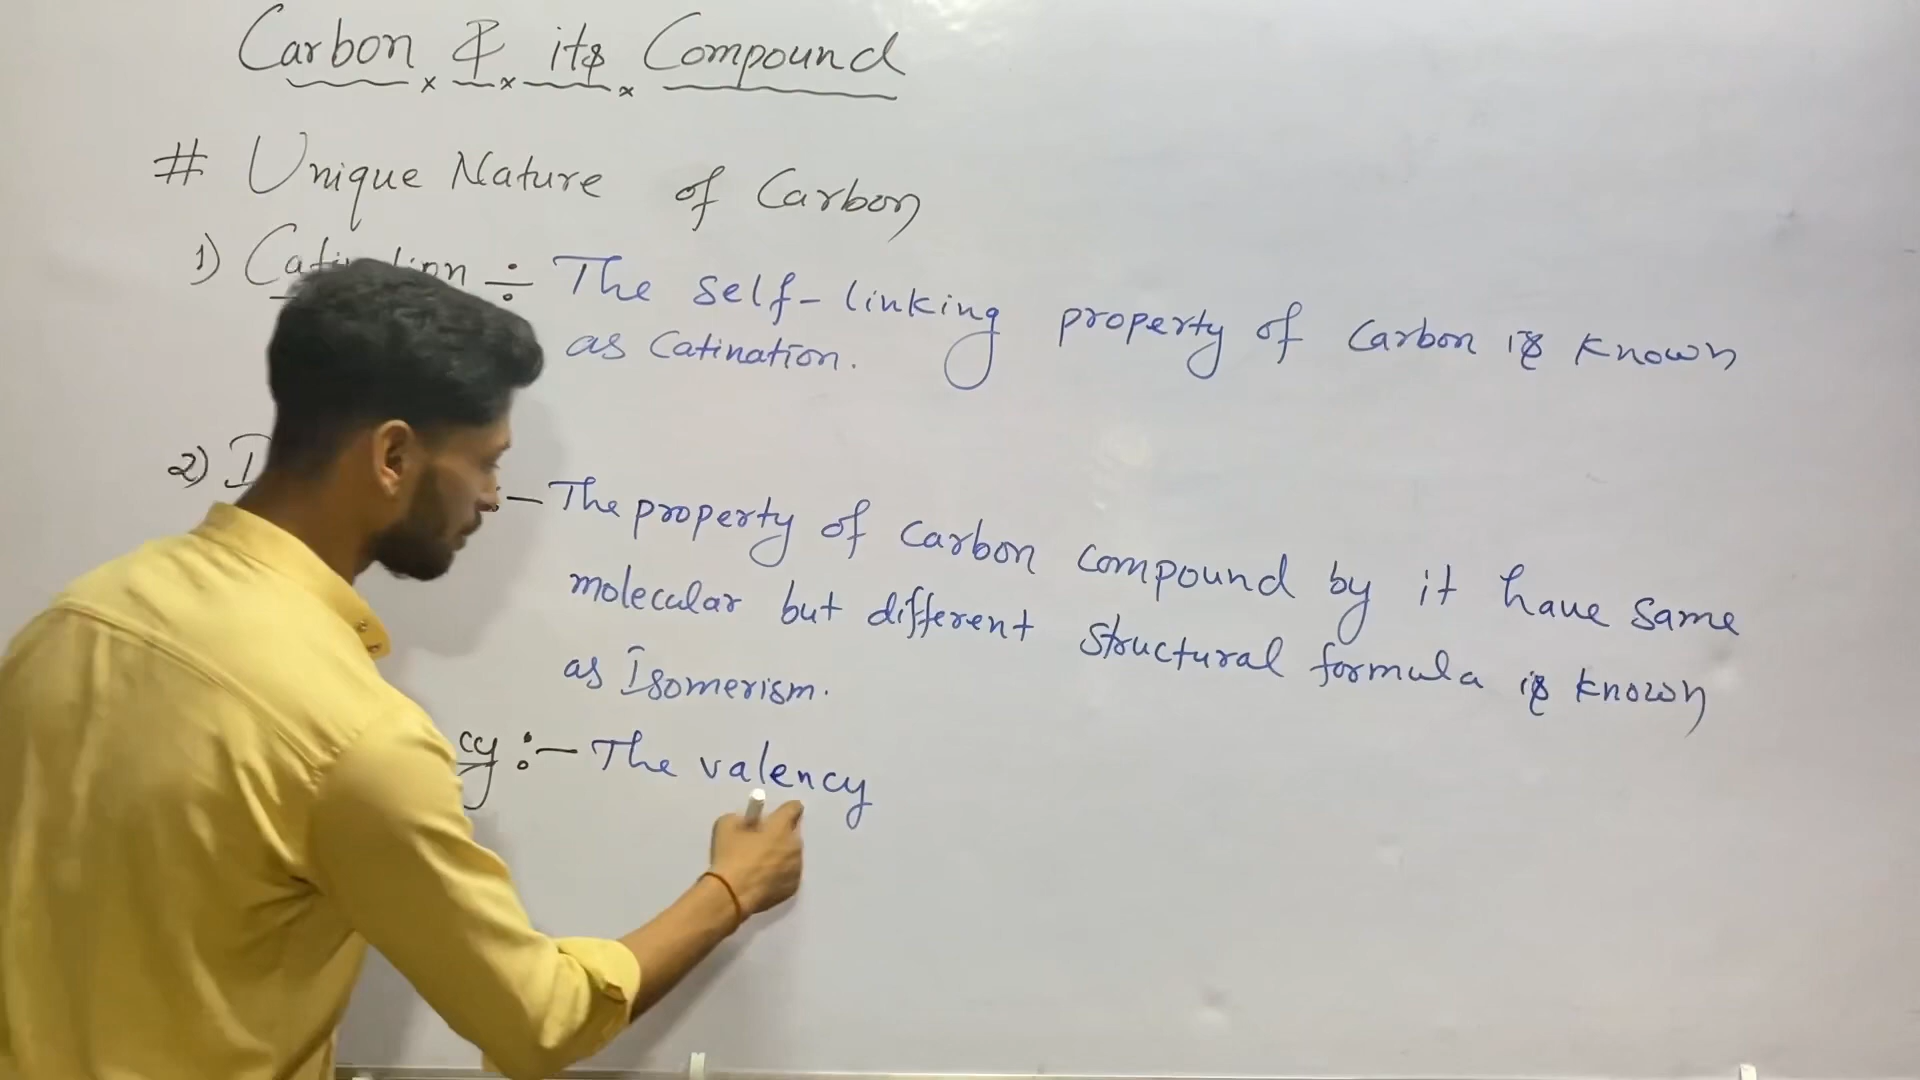 Carbon & its Compound
# Unique Nature of Carbon
1) Catination ÷ The self-linking property of Carbon is known
as Catination.
2) :- The property of Carbon Compound by it have same
molecular but different structural formula is known
as Isomerism.
cy :- The valency